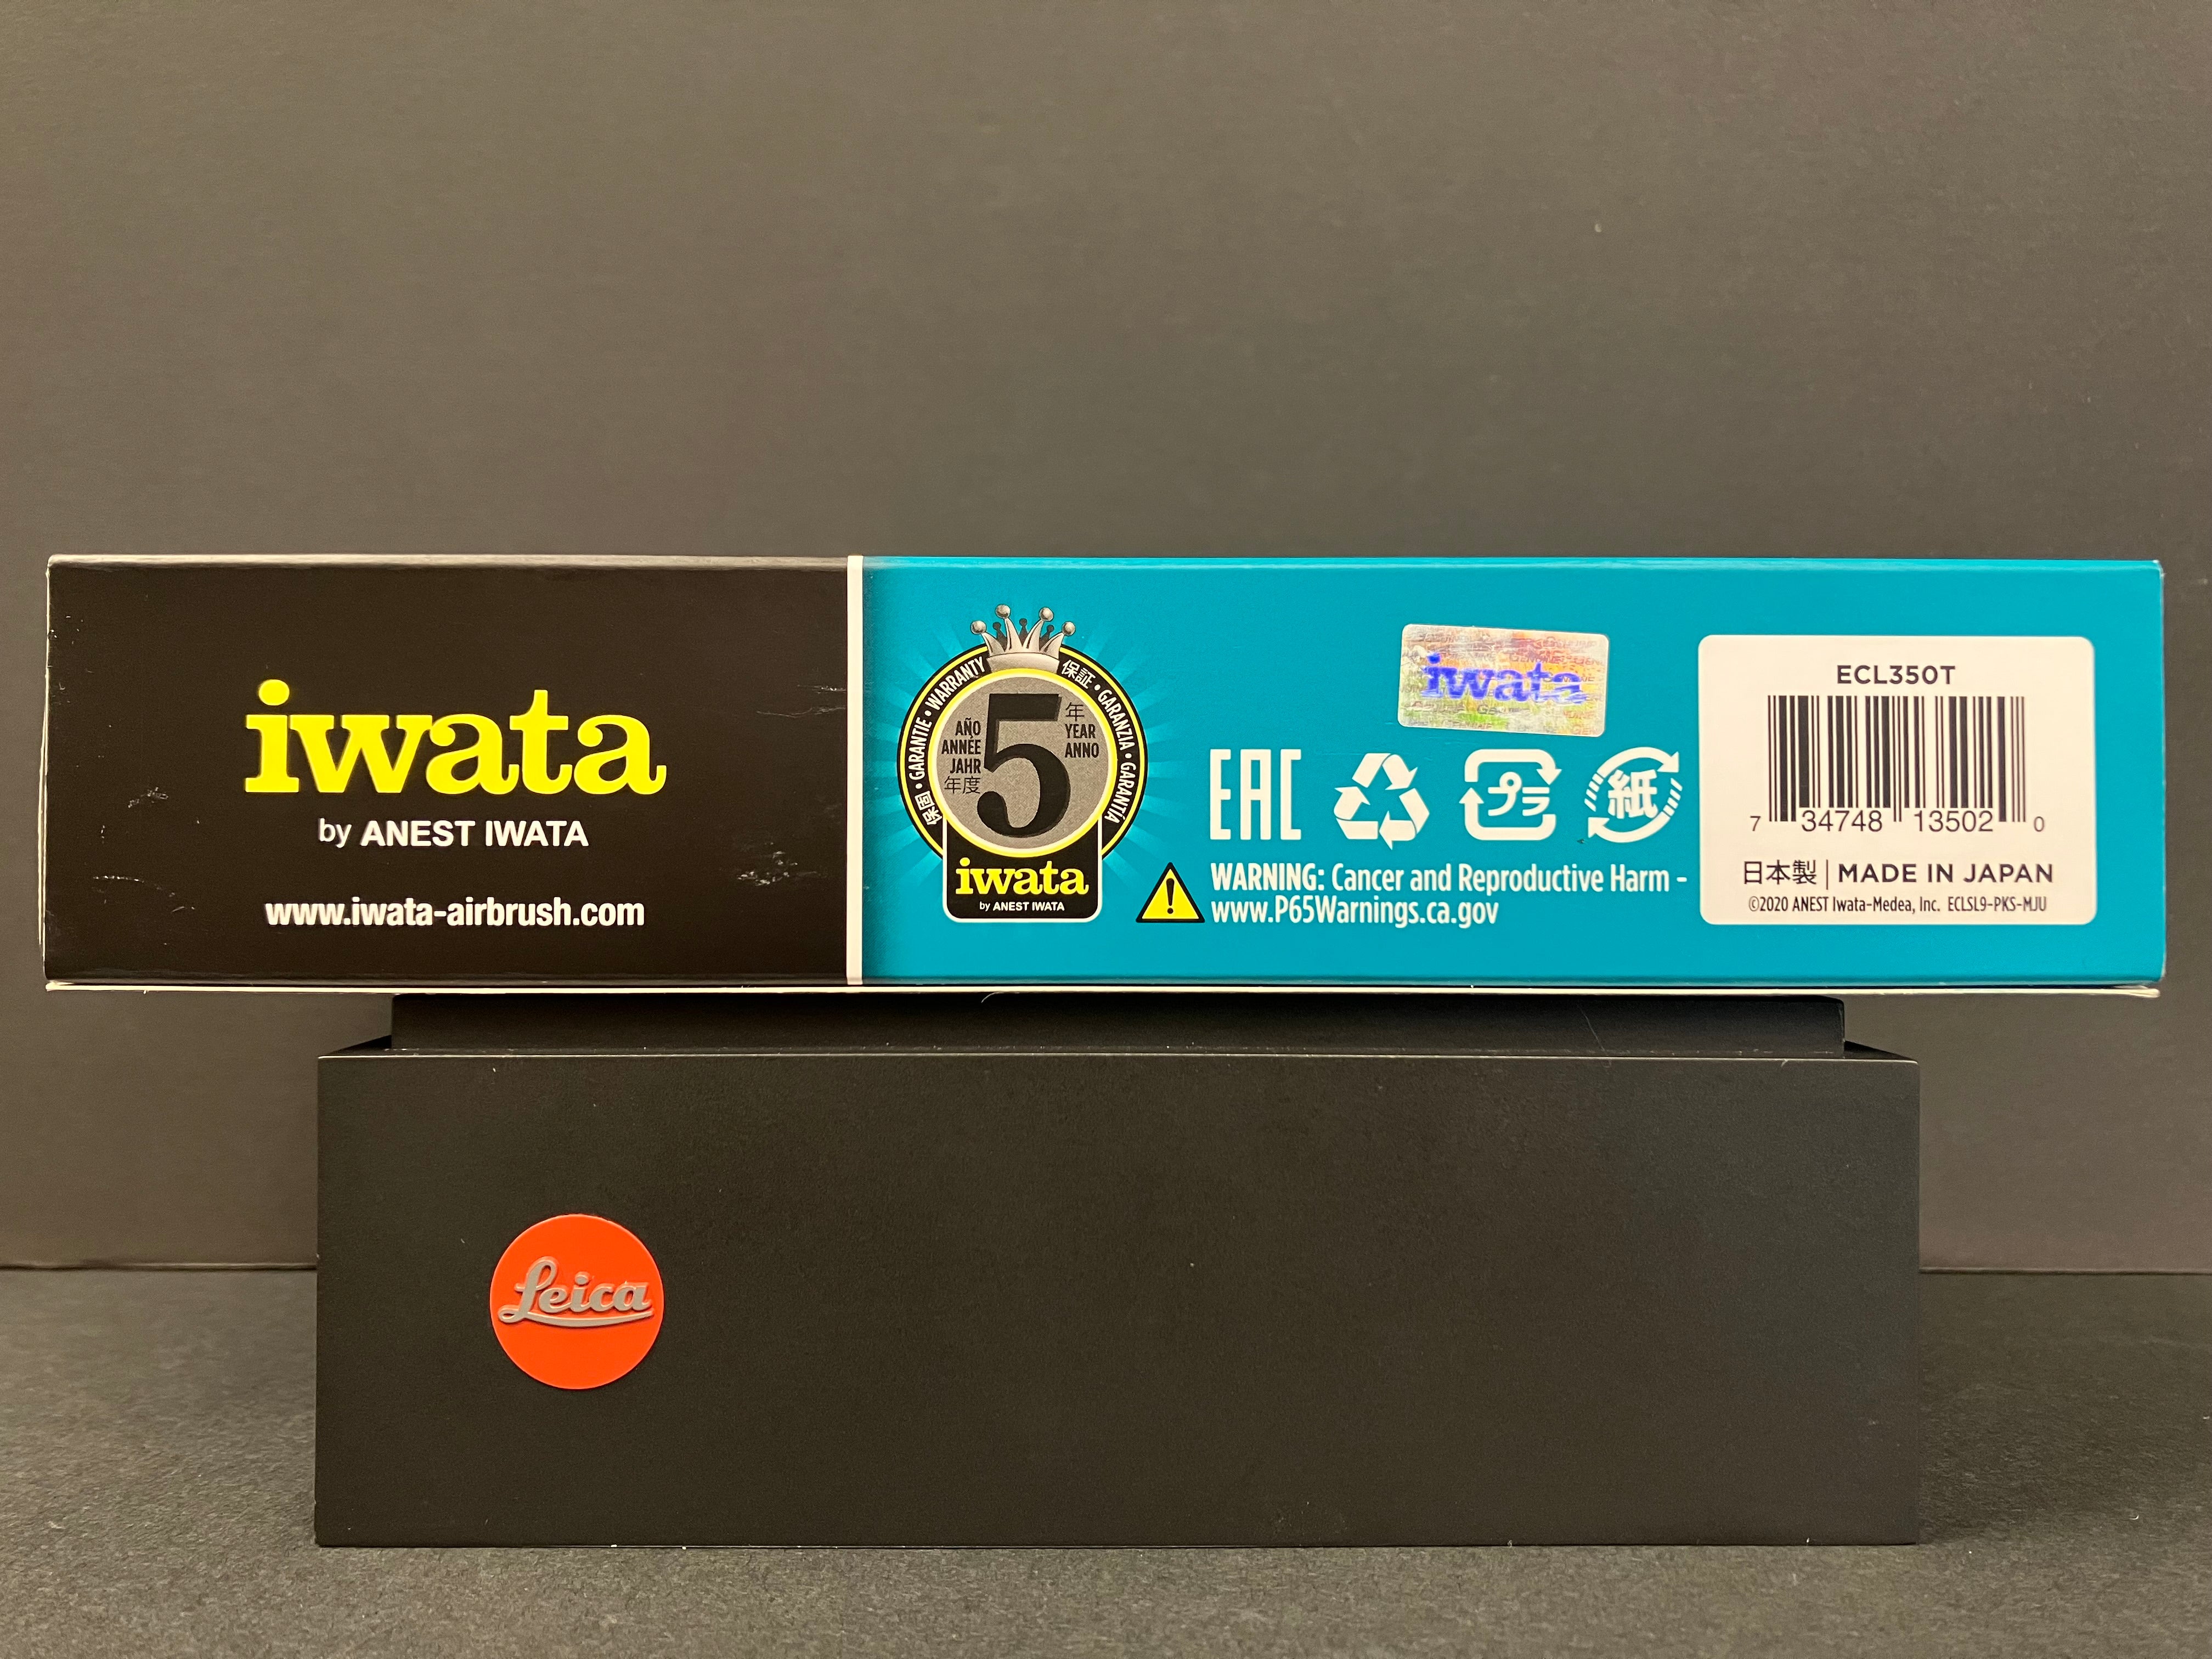 iwata
by ANEST IWATA
www.iwata-airbrush.com
保固 • GARANTIE • WARRANTY
保証 • GARANZIA • GARANTÍA
AÑO
ANNÉE
JAHR
年度
5
年
YEAR
ANNO
iwata
by ANEST IWATA
iwata
EAC
プラ
紙
WARNING: Cancer and Reproductive Harm -
www.P65Warnings.ca.gov
ECL350T
7 34748 13502 0
日本製 | MADE IN JAPAN
©2020 ANEST Iwata-Medea, Inc. ECLSL9-PKS-MJU
Leica